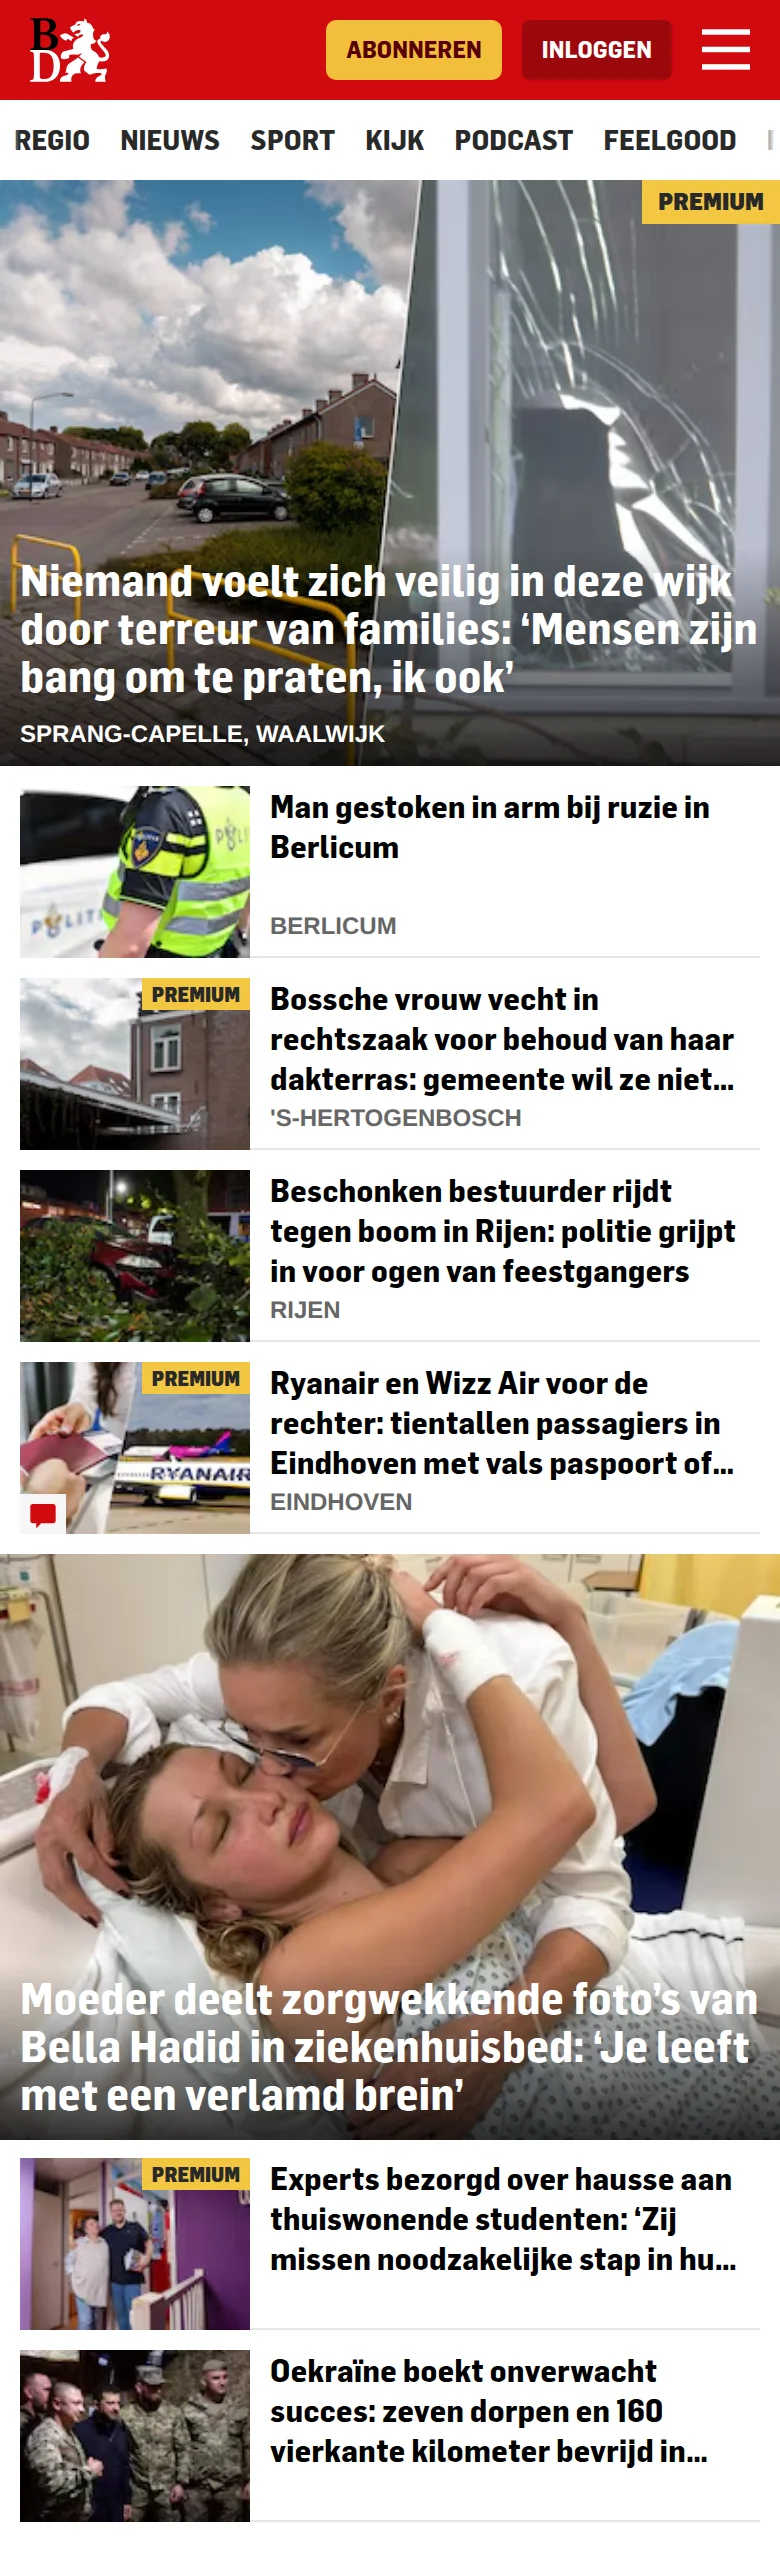 BD
ABONNEREN
INLOGGEN
REGIO NIEUWS SPORT KIJK PODCAST FEELGOOD
PREMIUM
Niemand voelt zich veilig in deze wijk
door terreur van families: ‘Mensen zijn
bang om te praten, ik ook’
SPRANG-CAPELLE, WAALWIJK
POLITIE
Man gestoken in arm bij ruzie in
Berlicum
BERLICUM
PREMIUM
Bossche vrouw vecht in
rechtszaak voor behoud van haar
dakterras: gemeente wil ze niet...
'S-HERTOGENBOSCH
Beschonken bestuurder rijdt
tegen boom in Rijen: politie grijpt
in voor ogen van feestgangers
RIJEN
PREMIUM
RYANAIR
Ryanair en Wizz Air voor de
rechter: tientallen passagiers in
Eindhoven met vals paspoort of...
EINDHOVEN
Moeder deelt zorgwekkende foto’s van
Bella Hadid in ziekenhuisbed: ‘Je leeft
met een verlamd brein’
PREMIUM
Experts bezorgd over hausse aan
thuiswonende studenten: ‘Zij
missen noodzakelijke stap in hu...
Oekraïne boekt onverwacht
succes: zeven dorpen en 160
vierkante kilometer bevrijd in...